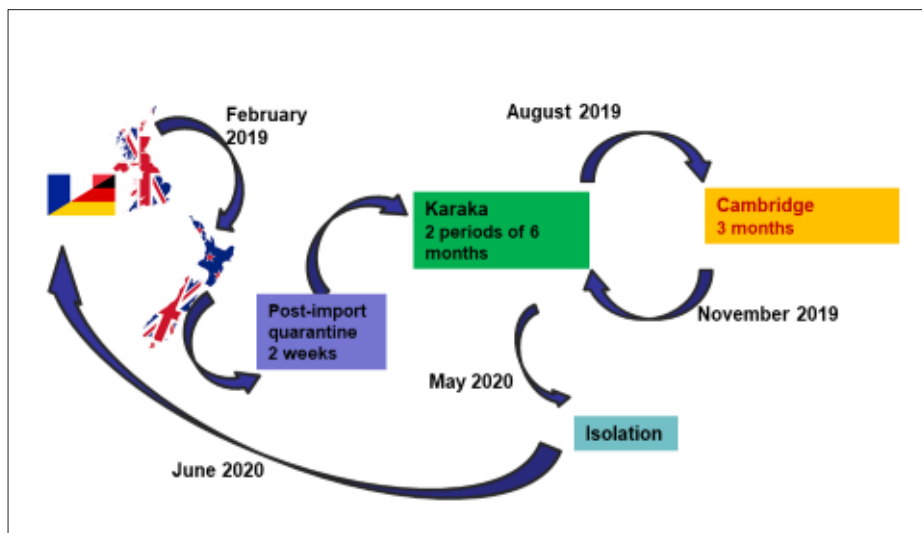 February
2019
August 2019
Karaka
2 periods of 6
months
Cambridge
3 months
Post-import
quarantine
2 weeks
November 2019
May 2020
Isolation
June 2020